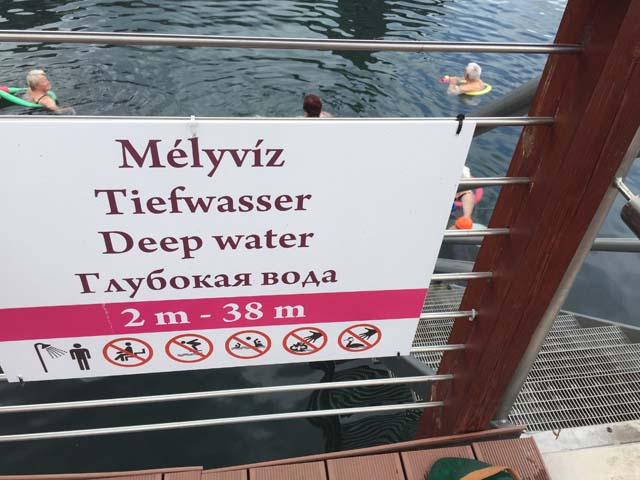 Mélyvíz
Tiefwasser
Deep water
Глубокая вода
2 m - 38 m